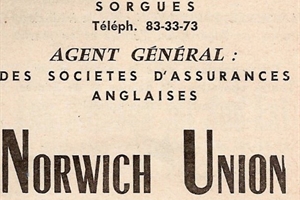 SORGUES
Téléph. 83-33-73
AGENT GÉNÉRAL :
DES SOCIETES D'ASSURANCES
ANGLAISES
NORWICH UNION